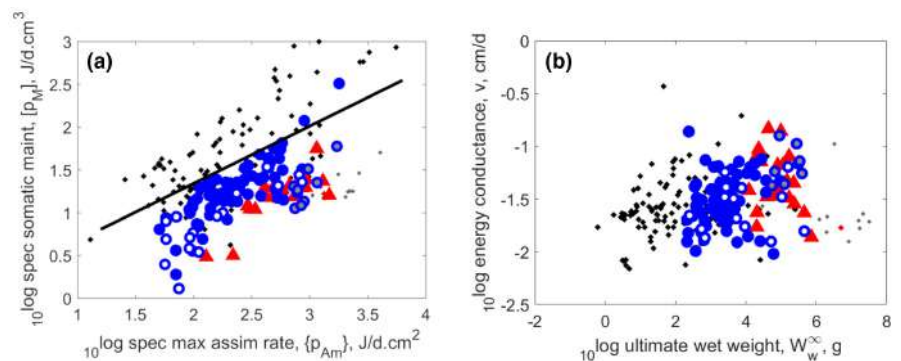 (a)
10log spec somatic maint, [pM], J/d.cm3
3
2.5
2
1.5
1
0.5
0
1 1.5 2 2.5 3 3.5 4
10log spec max assim rate, {pAm}, J/d.cm2
(b)
10log energy conductance, v, cm/d
0
-0.5
-1
-1.5
-2
-2.5
-2 0 2 4 6 8
10log ultimate wet weight, Ww∞, g